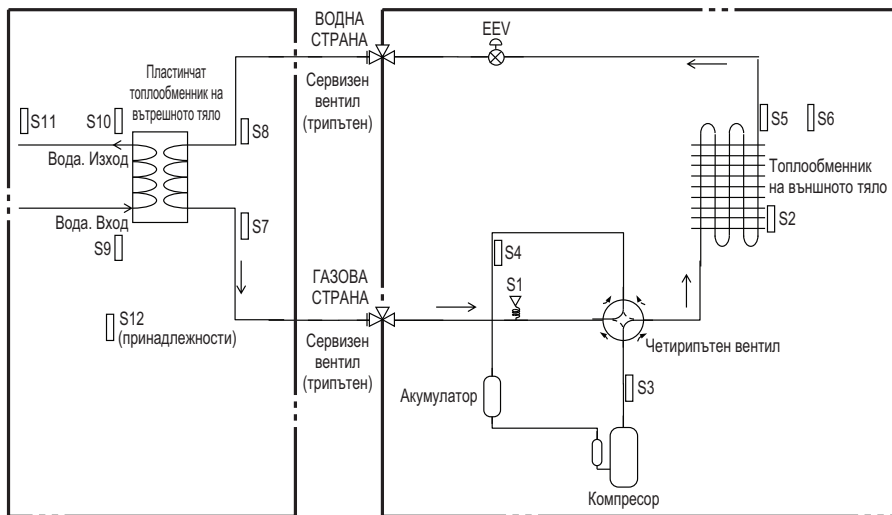 ВОДНА
СТРАНА
EEV
Пластинчат
топлообменник на
вътрешното тяло
Сервизен
вентил
(трипътен)
S11
S10
S8
S5
S6
Вода. Изход
Топлообменник
на външното тяло
Вода. Вход
S7
S2
S9
S4
ГАЗОВА
СТРАНА
S1
S12
(принадлежности)
Сервизен
вентил
(трипътен)
Четирипътен вентил
Акумулатор
S3
Компресор